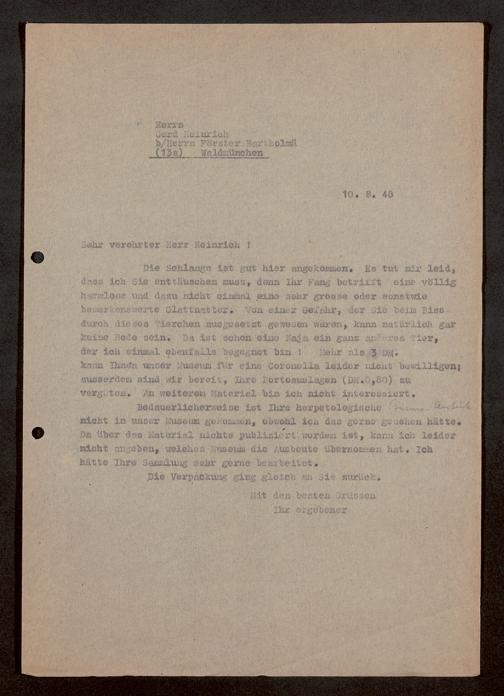 Herrn
Gerd Heinrich
b/Herrn Förster Bartholmä
(13a) Waldmünchen
10. 8. 48
Sehr verehrter Herr Heinrich !
Die Schlange ist gut hier angekommen. Es tut mir leid,
dass ich Sie enttäuschen muss, denn Ihr Fang betrifft eine völlig
harmlose und dazu nicht einmal eine sehr grosse oder sonstwie
bemerkenswerte Glattnatter. Von einer Gefahr, der Sie beim Biss
durch dieses Tierchen ausgesetzt gewesen wären, kann natürlich gar
keine Rede sein. Da ist schon eine Naja ein ganz anderes Tier,
der ich einmal ebenfalls begegnet bin ! Mehr als 3 DM.
kann Ihnen unser Museum für eine Coronella leider nicht bewilligen;
ausserdem sind wir bereit, Ihre Portoauslagen (DM.0,80) zu
vergüten. An weiterem Material bin ich nicht interessiert.
Bedauerlicherweise ist Ihre herpetologische
nicht in unser Museum gekommen, obwohl ich das gerne gesehen hätte.
Da über das Material nichts publiziert worden ist, kann ich leider
nicht angeben, welches Museum die Ausbeute übernommen hat. Ich
hätte Ihre Sammlung sehr gerne bearbeitet.
Die Verpackung ging gleich an Sie zurück.
Mit den besten Grüssen
Ihr ergebener